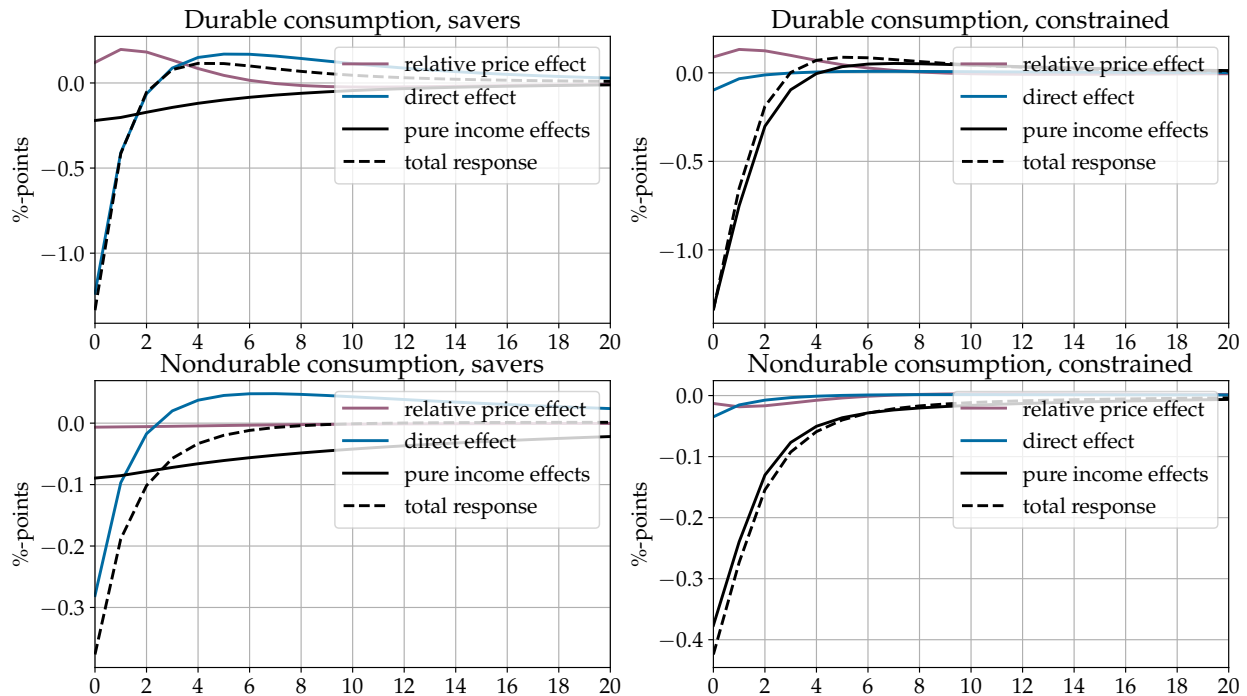 Durable consumption, savers
%-points
0.0
−0.5
−1.0
relative price effect
direct effect
pure income effects
total response
0 2 4 6 8 10 12 14 16 18 20
Durable consumption, constrained
%-points
0.0
−0.5
−1.0
relative price effect
direct effect
pure income effects
total response
0 2 4 6 8 10 12 14 16 18 20
Nondurable consumption, savers
%-points
0.0
−0.1
−0.2
−0.3
relative price effect
direct effect
pure income effects
total response
0 2 4 6 8 10 12 14 16 18 20
Nondurable consumption, constrained
%-points
0.0
−0.1
−0.2
−0.3
−0.4
relative price effect
direct effect
pure income effects
total response
0 2 4 6 8 10 12 14 16 18 20